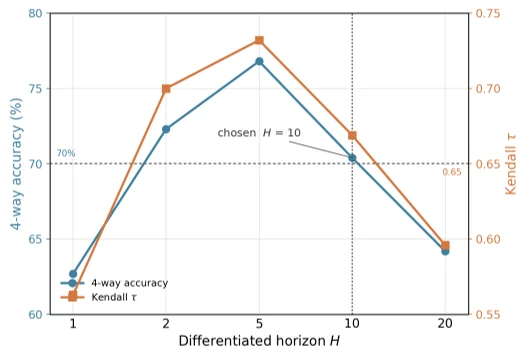 80
75
70
65
60
4-way accuracy (%)
0.75
0.70
0.65
0.60
0.55
Kendall τ
70%
chosen H = 10
0.65
4-way accuracy
Kendall τ
1 2 5 10 20
Differentiated horizon H